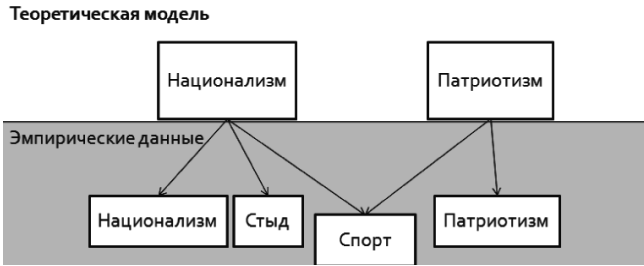 Теоретическая модель
Национализм
Патриотизм
Эмпирические данные
Национализм
Стыд
Спорт
Патриотизм